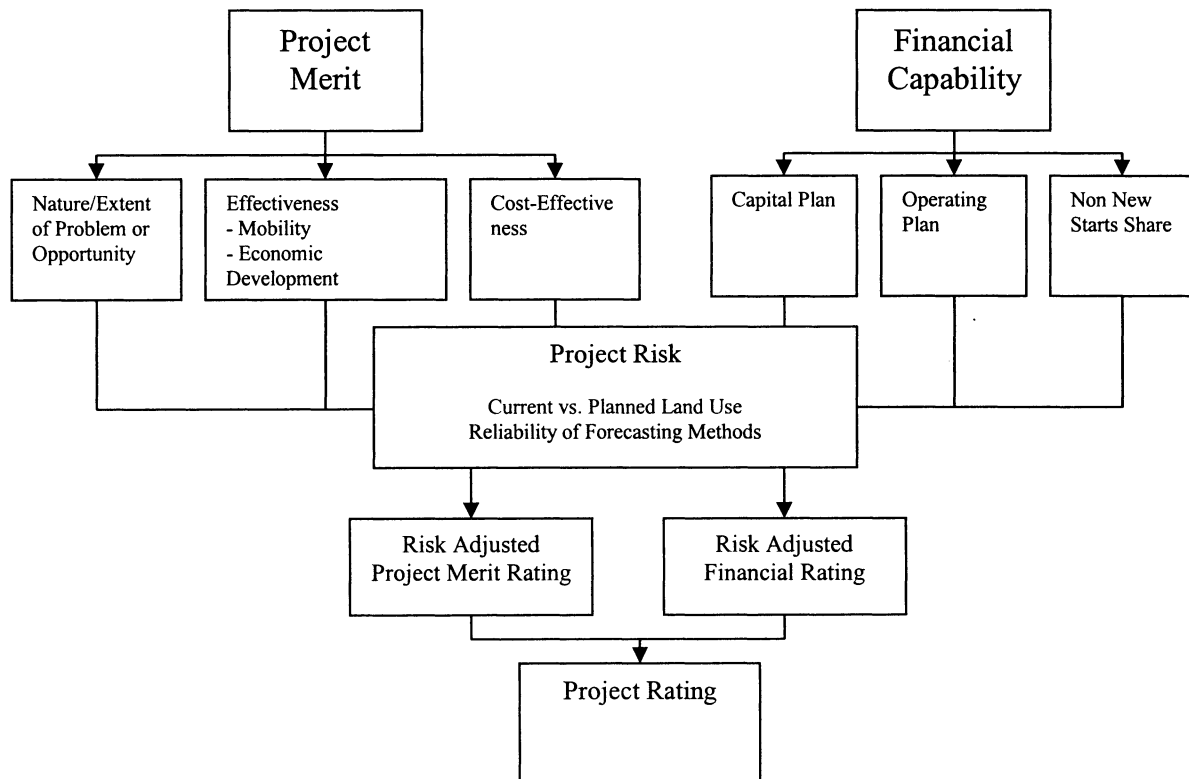 Project
Merit
Financial
Capability
Nature/Extent
of Problem or
Opportunity
Effectiveness
- Mobility
- Economic
Development
Cost-Effective
ness
Capital Plan
Operating
Plan
Non New
Starts Share
Project Risk
Current vs. Planned Land Use
Reliability of Forecasting Methods
Risk Adjusted
Project Merit Rating
Risk Adjusted
Financial Rating
Project Rating